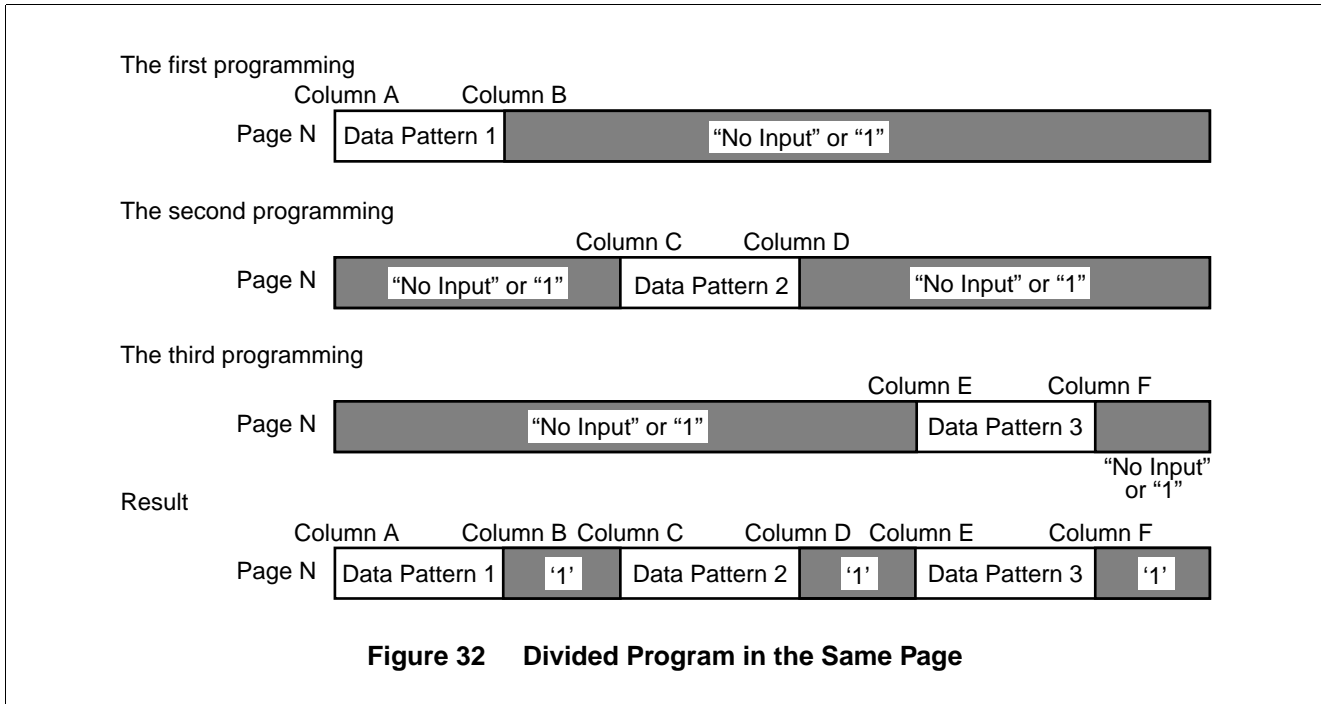 The first programming
Column A Column B
Page N Data Pattern 1 “No Input” or “1”
The second programming
Column C Column D
Page N “No Input” or “1” Data Pattern 2 “No Input” or “1”
The third programming
Column E Column F
Page N “No Input” or “1” Data Pattern 3
“No Input”
or “1”
Result
Column A Column B Column C Column D Column E Column F
Page N Data Pattern 1 ‘1’ Data Pattern 2 ‘1’ Data Pattern 3 ‘1’
Figure 32 Divided Program in the Same Page